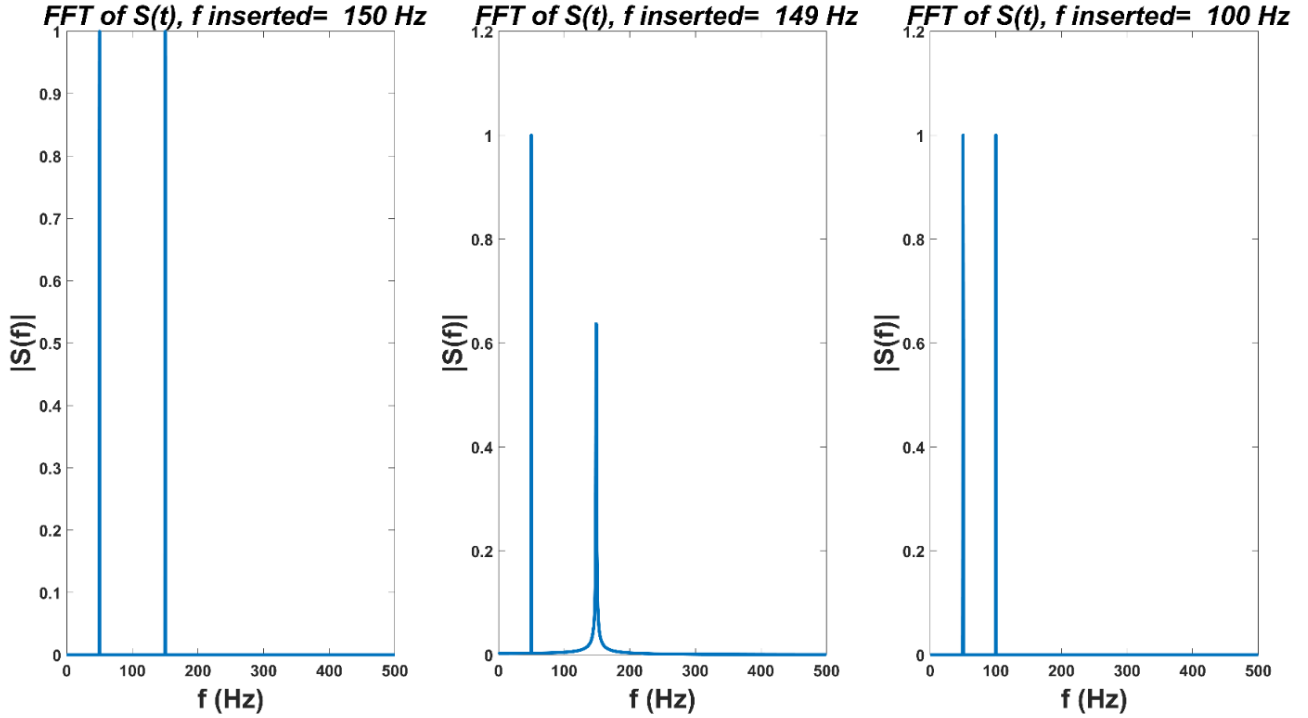 FFT of S(t), f inserted= 150 Hz
1
0.9
0.8
0.7
0.6
0.5
0.4
0.3
0.2
0.1
0
|S(f)|
0 100 200 300 400 500
f (Hz)
FFT of S(t), f inserted= 149 Hz
1.2
1
0.8
0.6
0.4
0.2
0
|S(f)|
0 100 200 300 400 500
f (Hz)
FFT of S(t), f inserted= 100 Hz
1.2
1
0.8
0.6
0.4
0.2
0
|S(f)|
0 100 200 300 400 500
f (Hz)